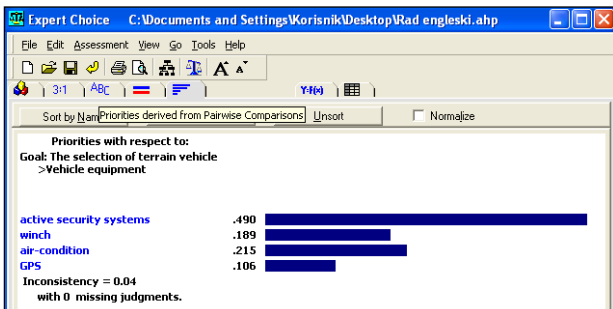 Expert Choice C:\Documents and Settings\Korisnik\Desktop\Rad engleski.ahp
File Edit Assessment View Go Tools Help
A A
3:1 ABC Y:F(x)
Sort by Nam Priorities derived from Pairwise Comparisons Unsort Normalize
Priorities with respect to:
Goal: The selection of terrain vehicle
>Vehicle equipment
active security systems .490
winch .189
air-condition .215
GPS .106
Inconsistency = 0.04
with 0 missing judgments.